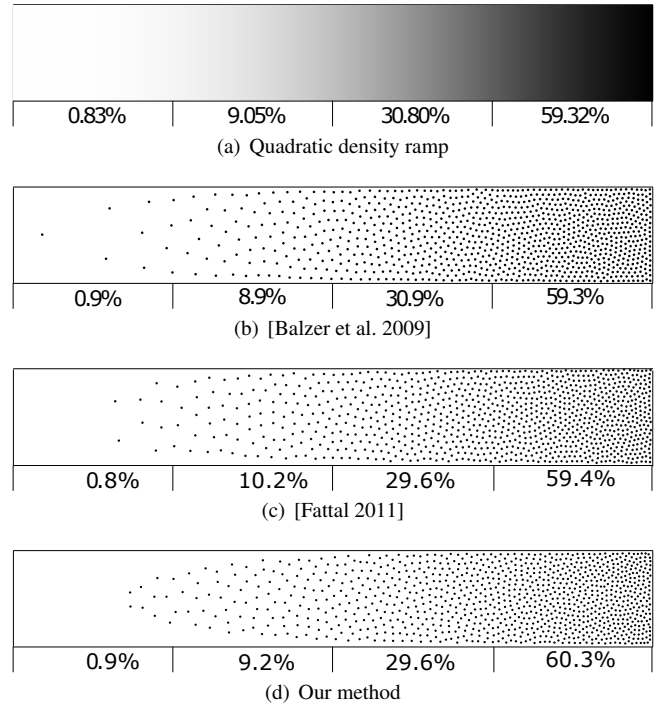 0.83% 9.05% 30.80% 59.32%
(a) Quadratic density ramp
0.9% 8.9% 30.9% 59.3%
(b) [Balzer et al. 2009]
0.8% 10.2% 29.6% 59.4%
(c) [Fattal 2011]
0.9% 9.2% 29.6% 60.3%
(d) Our method